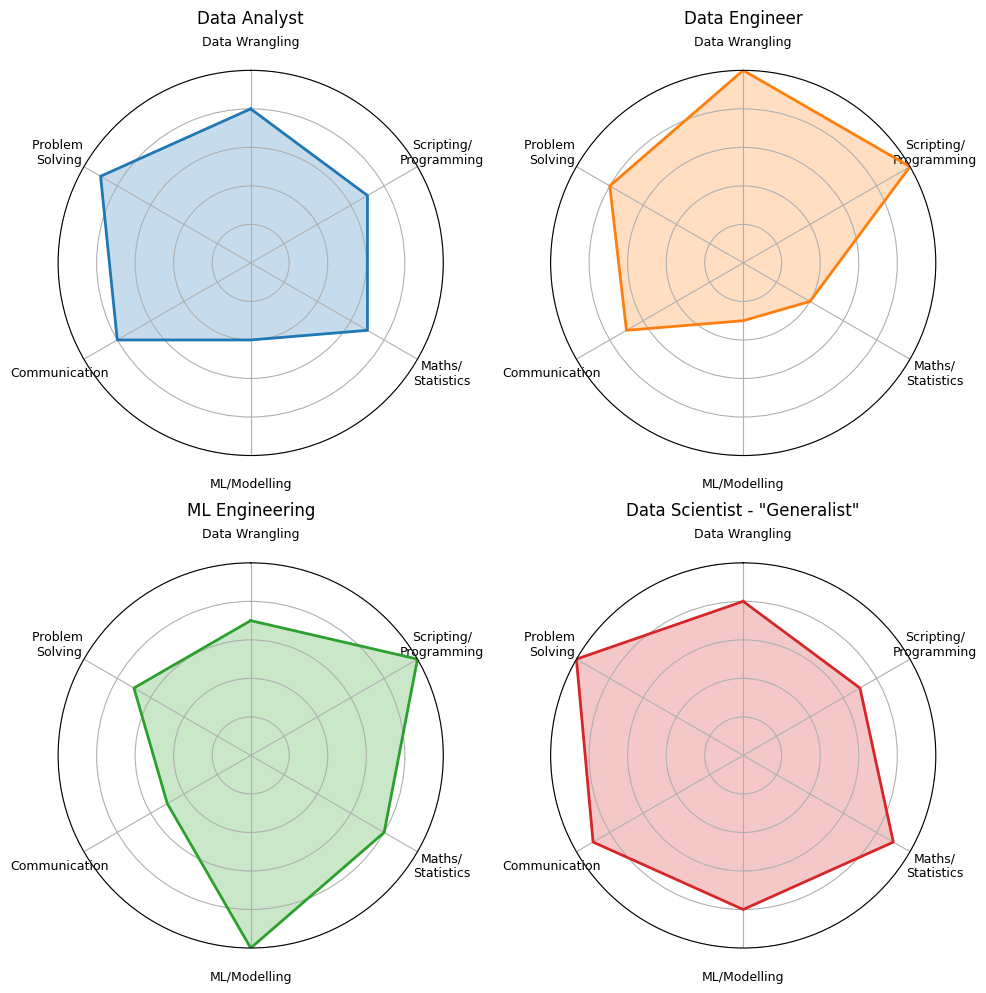 Data Analyst
Data Wrangling
Scripting/
Programming
Problem
Solving
Maths/
Statistics
Communication
ML/Modelling
Data Engineer
Data Wrangling
Scripting/
Programming
Problem
Solving
Maths/
Statistics
Communication
ML/Modelling
ML Engineering
Data Wrangling
Scripting/
Programming
Problem
Solving
Maths/
Statistics
Communication
ML/Modelling
Data Scientist - "Generalist"
Data Wrangling
Scripting/
Programming
Problem
Solving
Maths/
Statistics
Communication
ML/Modelling